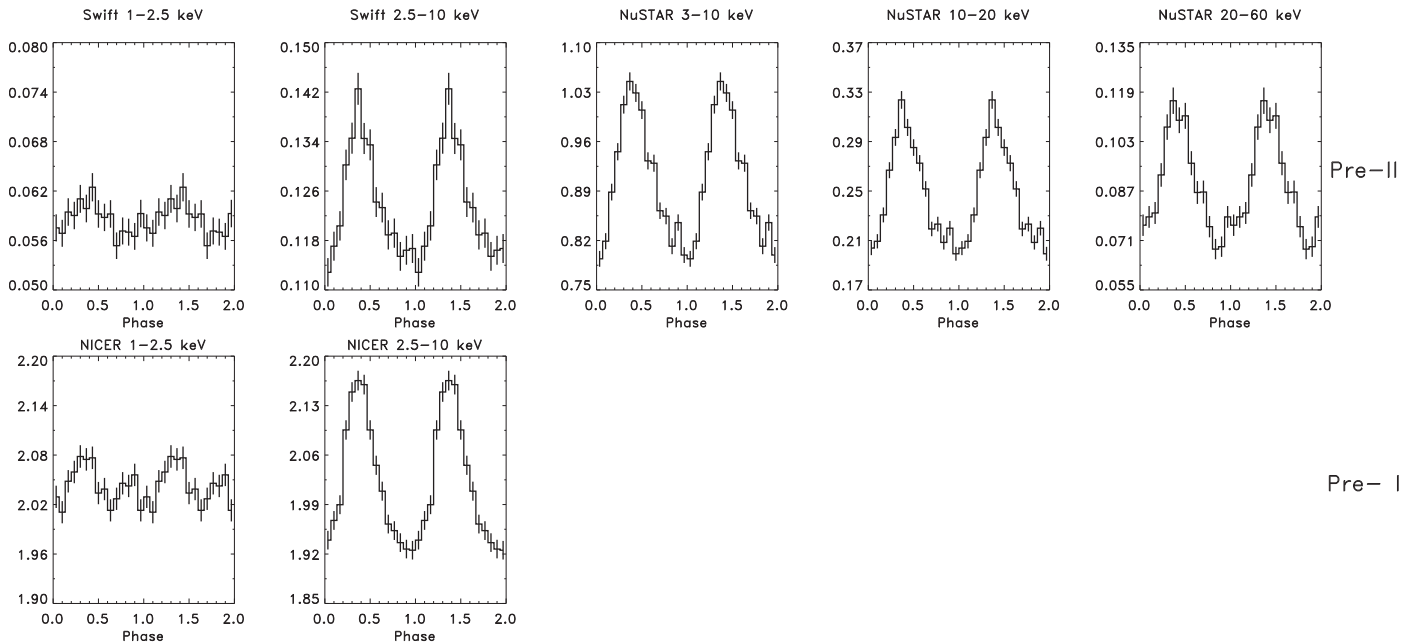 Swift 1-2.5 keV
0.080
0.074
0.068
0.062
0.056
0.050
0.0 0.5 1.0 1.5 2.0
Phase
Swift 2.5-10 keV
0.150
0.142
0.134
0.126
0.118
0.110
0.0 0.5 1.0 1.5 2.0
Phase
NuSTAR 3-10 keV
1.10
1.03
0.96
0.89
0.82
0.75
0.0 0.5 1.0 1.5 2.0
Phase
NuSTAR 10-20 keV
0.37
0.33
0.29
0.25
0.21
0.17
0.0 0.5 1.0 1.5 2.0
Phase
NuSTAR 20-60 keV
0.135
0.119
0.103
0.087
0.071
0.055
0.0 0.5 1.0 1.5 2.0
Phase
Pre-II
NICER 1-2.5 keV
2.20
2.14
2.08
2.02
1.96
1.90
0.0 0.5 1.0 1.5 2.0
Phase
NICER 2.5-10 keV
2.20
2.13
2.06
1.99
1.92
1.85
0.0 0.5 1.0 1.5 2.0
Phase
Pre- I